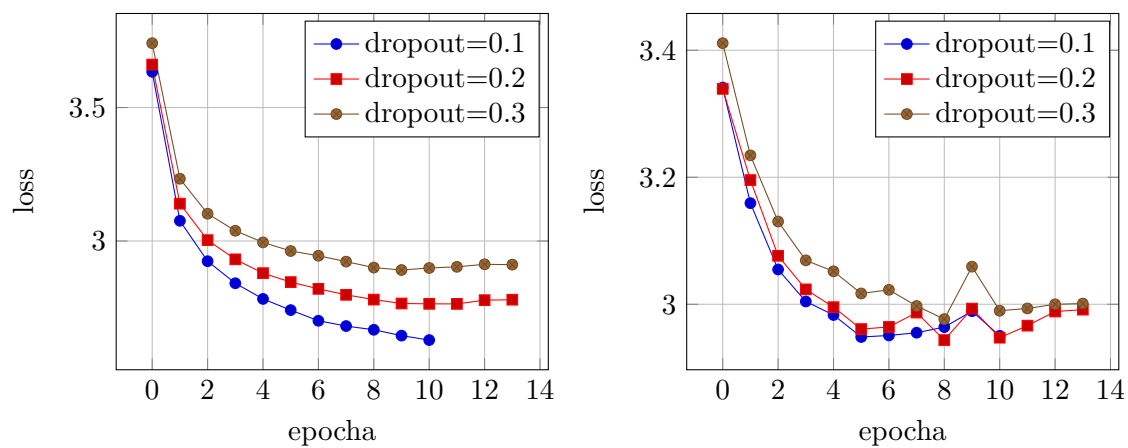 dropout=0.1
dropout=0.2
dropout=0.3
3.5
3
loss
0 2 4 6 8 10 12 14
epocha
dropout=0.1
dropout=0.2
dropout=0.3
3.4
3.2
3
loss
0 2 4 6 8 10 12 14
epocha